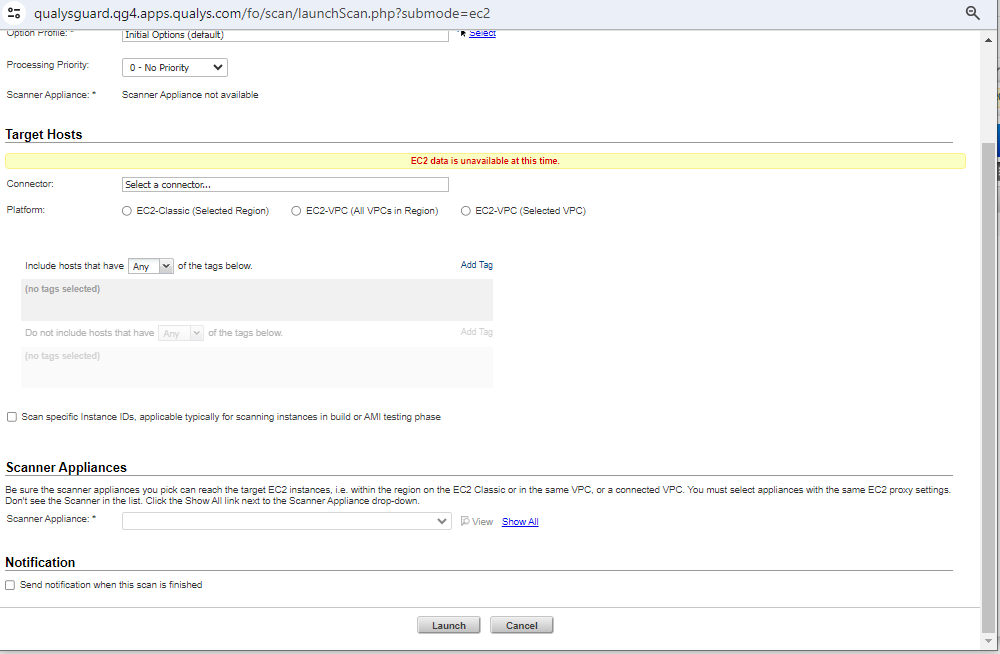 qualysguard.qg4.apps.qualys.com/fo/scan/launchScan.php?submode=ec2
Option Profile: * Initial Options (default) Select
Processing Priority: 0 - No Priority
Scanner Appliance: * Scanner Appliance not available
Target Hosts
EC2 data is unavailable at this time.
Connector: Select a connector...
Platform: EC2-Classic (Selected Region) EC2-VPC (All VPCs in Region) EC2-VPC (Selected VPC)
Include hosts that have Any of the tags below. Add Tag
(no tags selected)
Do not include hosts that have Any of the tags below. Add Tag
(no tags selected)
Scan specific Instance IDs, applicable typically for scanning instances in build or AMI testing phase
Scanner Appliances
Be sure the scanner appliances you pick can reach the target EC2 instances, i.e. within the region on the EC2 Classic or in the same VPC, or a connected VPC. You must select appliances with the same EC2 proxy settings.
Don't see the Scanner in the list. Click the Show All link next to the Scanner Appliance drop-down.
Scanner Appliance: * View Show All
Notification
Send notification when this scan is finished
Launch Cancel